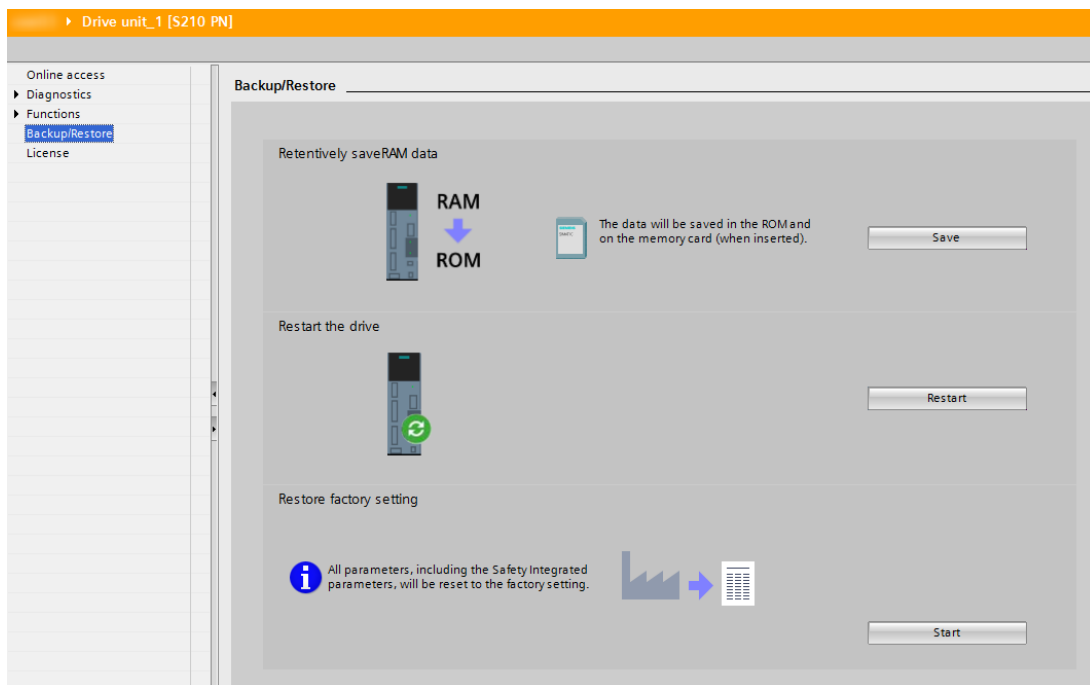 Drive unit_1 [S210 PN]
Online access
Diagnostics
Functions
Backup/Restore
License
Backup/Restore
Retentively saveRAM data
RAM
ROM
SIMATIC
The data will be saved in the ROM and
on the memory card (when inserted).
Save
Restart the drive
Restart
Restore factory setting
All parameters, including the Safety Integrated
parameters, will be reset to the factory setting.
Start